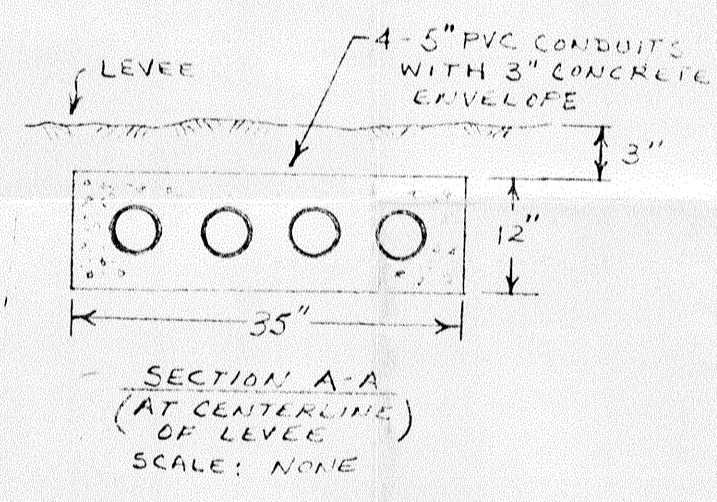 4-5" PVC CONDUITS
WITH 3" CONCRETE
ENVELOPE
LEVEE
3"
12"
35"
SECTION A-A
(AT CENTERLINE
OF LEVEE)
SCALE: NONE